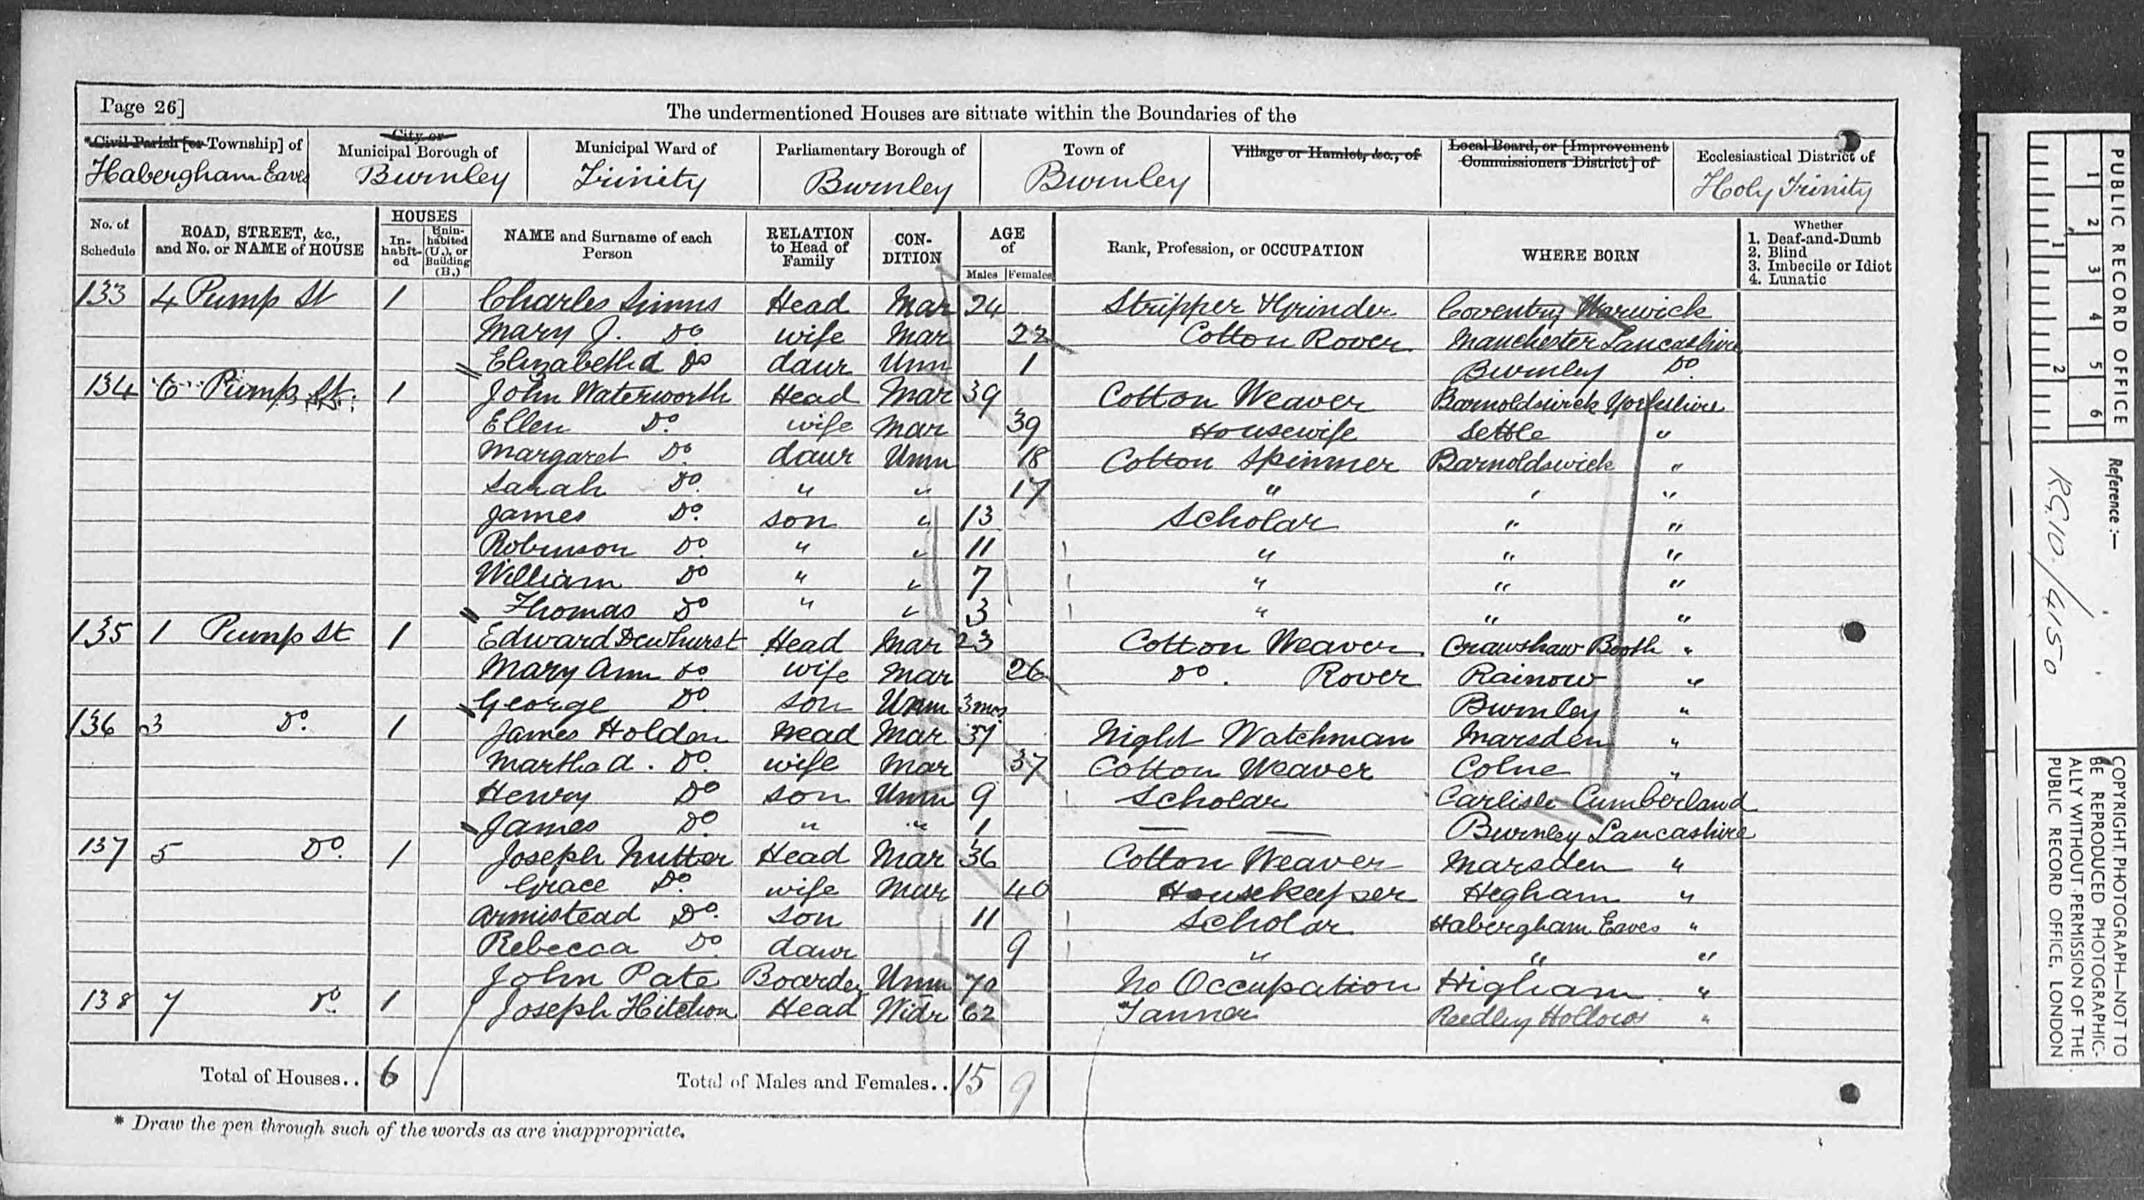 Page 26]
The undermentioned Houses are situate within the Boundaries of the
*Civil Parish [or Township] of City or Municipal Borough of Municipal Ward of Parliamentary Borough of Town of Village or Hamlet, &c., of Local Board, or [Improvement Commissioners District] of Ecclesiastical District of
Habergham Eaves Burnley Trinity Burnley Burnley Holy Trinity
No. of Schedule ROAD, STREET, &c., and No. or NAME of HOUSE HOUSES In-habit-ed Unin-habited (U.), or Building (B.) NAME and Surname of each Person RELATION to Head of Family CON-DITION AGE of Males Females Rank, Profession, or OCCUPATION WHERE BORN Whether 1. Deaf-and-Dumb 2. Blind 3. Imbecile or Idiot 4. Lunatic
133 4 Pump St 1 Charles Simms Head Mar 24 Stripper & Grinder Coventry Warwick
Mary J. Do wife Mar 22 Cotton Rover Manchester Lancashire
Elizabeth A Do daur Unm 1 Burnley Do
134 6 Pump St. 1 John Waterworth Head Mar 39 Cotton Weaver Barnoldswick Yorkshire
Ellen Do wife Mar 39 Housewife Settle "
Margaret Do daur Unm 18 Cotton Spinner Barnoldswick "
Sarah Do " " 17 " " "
James Do son " 13 Scholar " "
Robinson Do " " 11 " " "
William Do " " 7 " " "
Thomas Do " " 3 " " "
135 1 Pump St 1 Edward Dewhurst Head Mar 23 Cotton Weaver Crawshaw Booth "
Mary Ann Do wife Mar 26 Do. Rover Rainow "
George Do son Unm 3 mos Burnley "
136 3 Do. 1 James Holden Head Mar 37 Night Watchman Marsden "
Martha A. Do. wife Mar 37 Cotton Weaver Colne "
Henry Do son Unm 9 Scholar Carlisle Cumberland
James Do " " 1 — — Burnley Lancashire
137 5 Do. 1 Joseph Nutter Head Mar 36 Cotton Weaver Marsden "
Grace Do. wife Mar 40 Housekeeper Hegham "
Armistead Do. son 11 Scholar Habergham Eaves "
Rebecca Do daur 9 " " "
John Pate Boarder Unm 70 No Occupation Higham "
138 7 Do. 1 Joseph Hitchon Head Widr 62 Tanner Reedley Hollows "
Total of Houses.. 6 Total of Males and Females.. 15 9
* Draw the pen through such of the words as are inappropriate.
PUBLIC RECORD OFFICE
1 2 3 4 5 6
1 2
Reference:—
R.G.10/4150
COPYRIGHT PHOTOGRAPH—NOT TO
BE REPRODUCED PHOTOGRAPHIC-
ALLY WITHOUT PERMISSION OF THE
PUBLIC RECORD OFFICE, LONDON